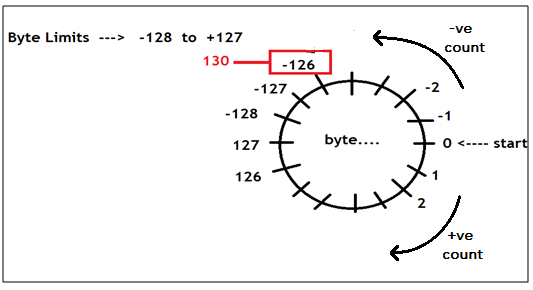 Byte Limits ---> -128 to +127
-ve
count
130
-126
-127
-2
-128
-1
127
byte....
0 <---- start
126
1
2
+ve
count